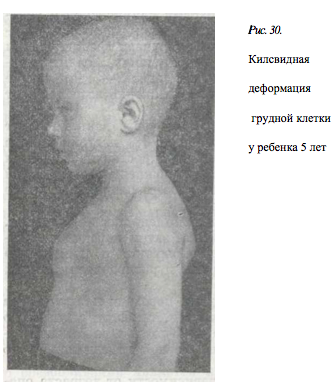 Рис. 30.
Килевидная
деформация
грудной клетки
у ребенка 5 лет